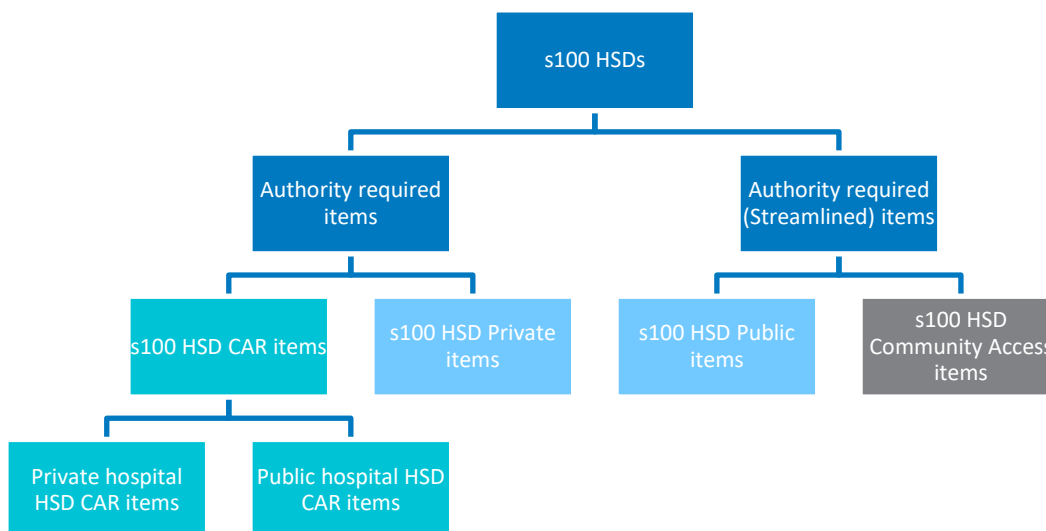 s100 HSDs
Authority required
items
Authority required
(Streamlined) items
s100 HSD CAR items
s100 HSD Private
items
s100 HSD Public
items
s100 HSD
Community Access
items
Private hospital
HSD CAR items
Public hospital HSD
CAR items